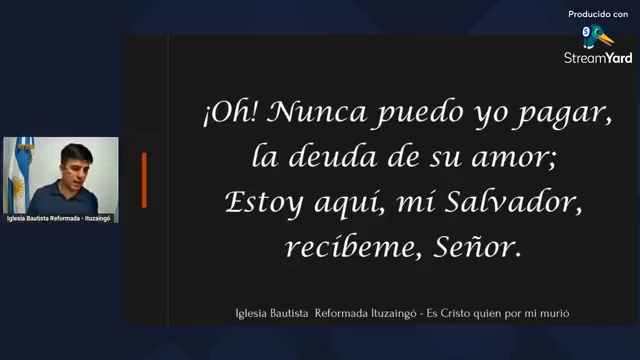 Producido con
StreamYard
¡Oh! Nunca puedo yo pagar,
la deuda de su amor;
Estoy aquí, mi Salvador,
recíbeme, Señor.
Iglesia Bautista Reformada - Ituzaingó
Iglesia Bautista Reformada Ituzaingó - Es Cristo quien por mi murió